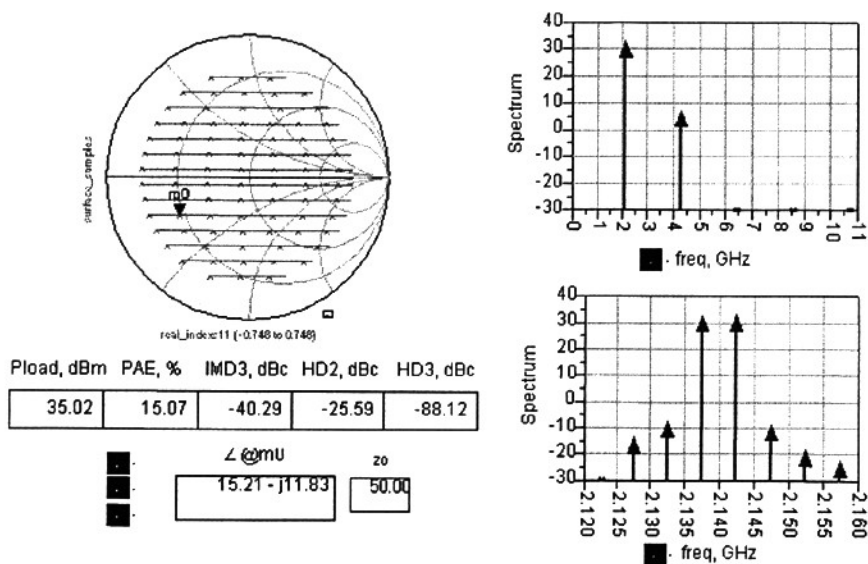 surface_samples
m0
real_indexs11 (-0.748 to 0.748)
Pload, dBm PAE, % IMD3, dBc HD2, dBc HD3, dBc
35.02 15.07 -40.29 -25.59 -88.12
∠ @m0
15.21 - j11.83
z0
50.00
Spectrum
40
30
20
10
0
-10
-20
-30
0 1 2 3 4 5 6 7 8 9 10 11
freq, GHz
Spectrum
40
30
20
10
0
-10
-20
-30
2.120 2.125 2.130 2.135 2.140 2.145 2.150 2.155 2.160
freq, GHz